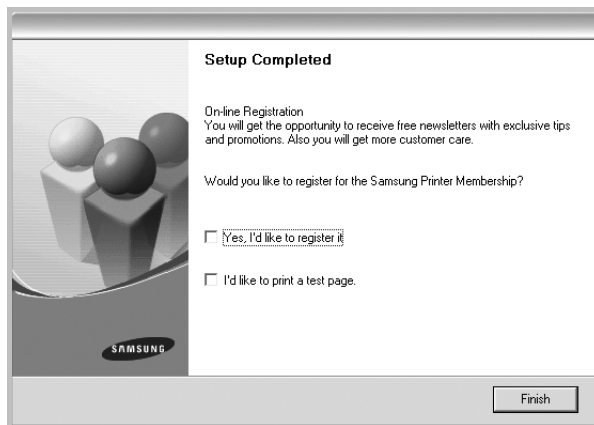 Setup Completed
On-line Registration
You will get the opportunity to receive free newsletters with exclusive tips
and promotions. Also you will get more customer care.
Would you like to register for the Samsung Printer Membership?
Yes, I'd like to register it
I'd like to print a test page.
SAMSUNG
Finish